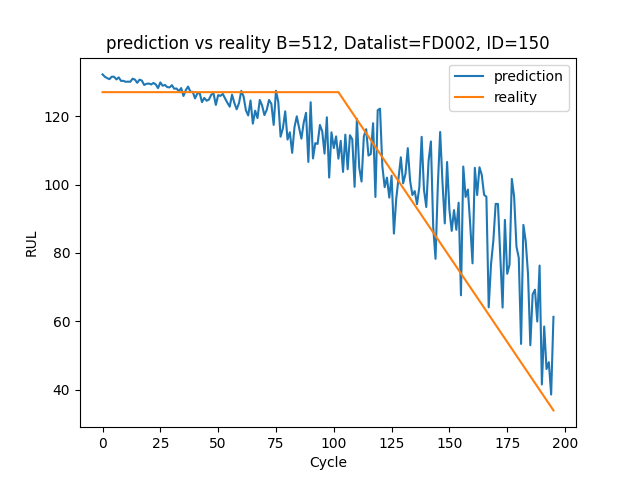 prediction vs reality B=512, Datalist=FD002, ID=150
prediction
reality
120
100
80
60
40
RUL
0 25 50 75 100 125 150 175 200
Cycle